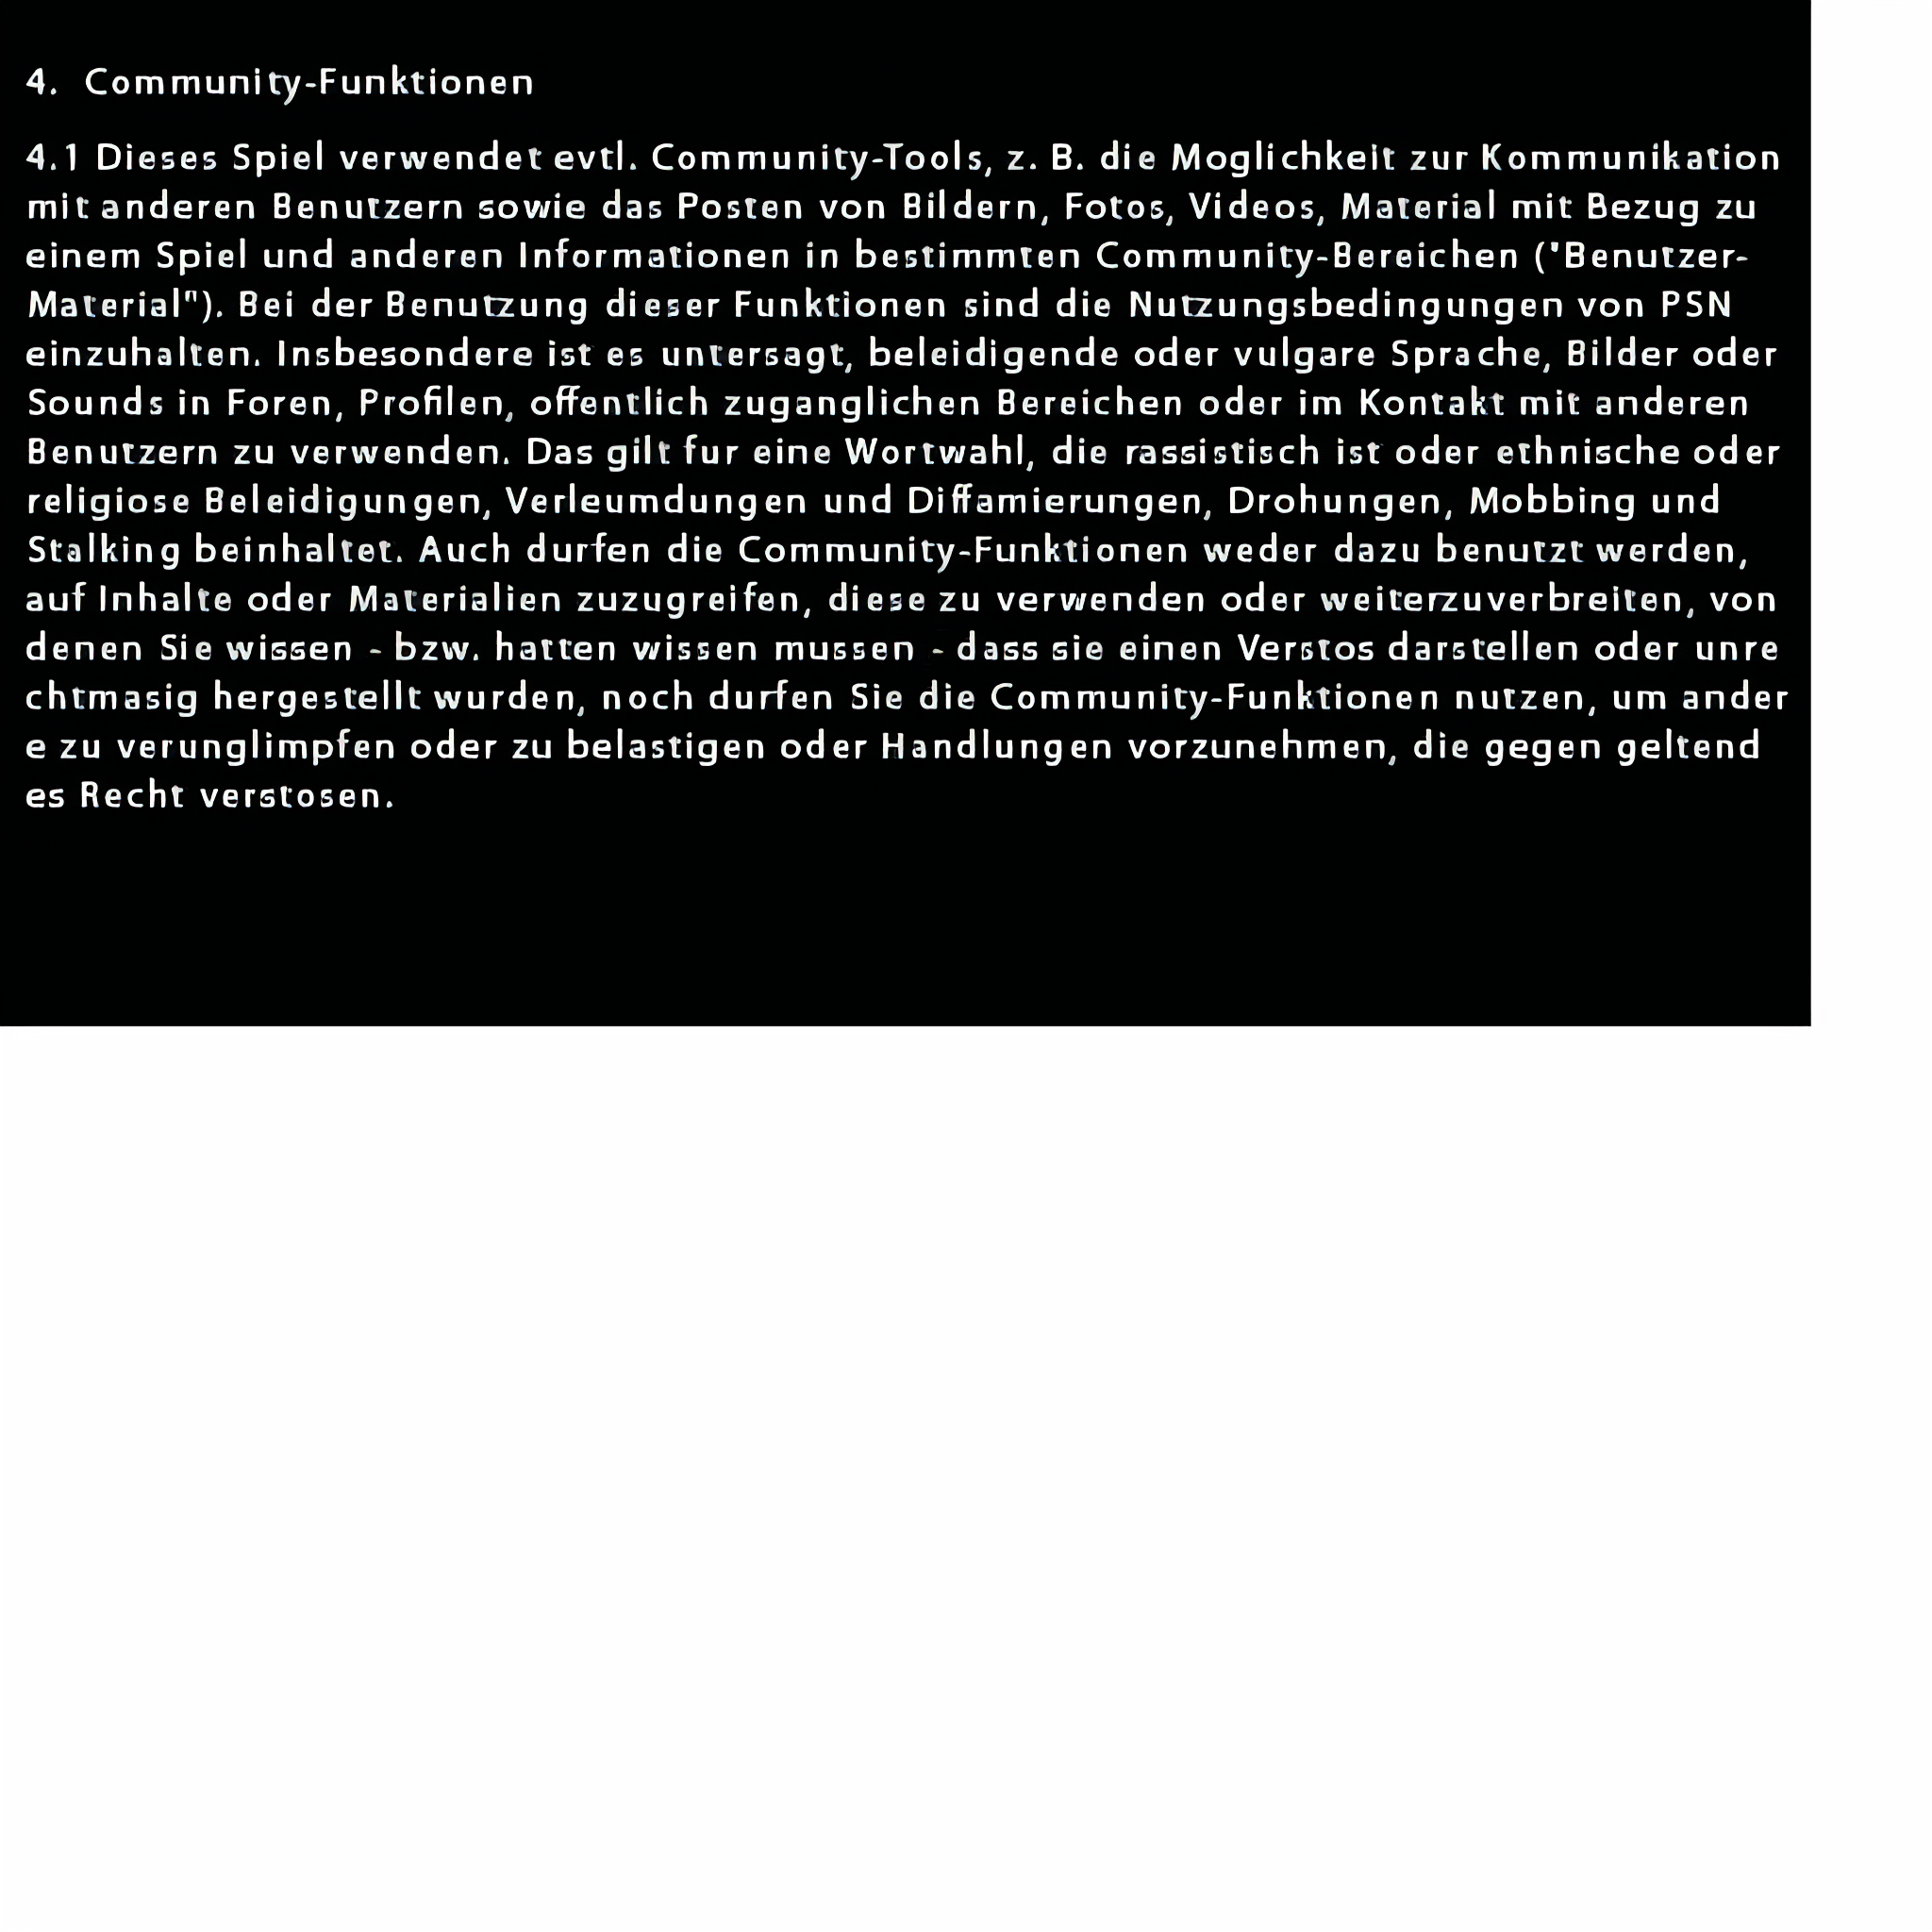 4. Community-Funktionen
4.1 Dieses Spiel verwendet evtl. Community-Tools, z. B. die Moglichkeit zur Kommunikation
mit anderen Benutzern sowie das Posten von Bildern, Fotos, Videos, Material mit Bezug zu
einem Spiel und anderen Informationen in bestimmten Community-Bereichen ("Benutzer-
Material"). Bei der Benutzung dieser Funktionen sind die Nutzungsbedingungen von PSN
einzuhalten. Insbesondere ist es untersagt, beleidigende oder vulgare Sprache, Bilder oder
Sounds in Foren, Profilen, offentlich zuganglichen Bereichen oder im Kontakt mit anderen
Benutzern zu verwenden. Das gilt fur eine Wortwahl, die rassistisch ist oder ethnische oder
religiose Beleidigungen, Verleumdungen und Diffamierungen, Drohungen, Mobbing und
Stalking beinhaltet. Auch durfen die Community-Funktionen weder dazu benutzt werden,
auf Inhalte oder Materialien zuzugreifen, diese zu verwenden oder weiterzuverbreiten, von
denen Sie wissen - bzw. hatten wissen mussen - dass sie einen Verstos darstellen oder unre
chtmasig hergestellt wurden, noch durfen Sie die Community-Funktionen nutzen, um ander
e zu verunglimpfen oder zu belastigen oder Handlungen vorzunehmen, die gegen geltend
es Recht verstosen.